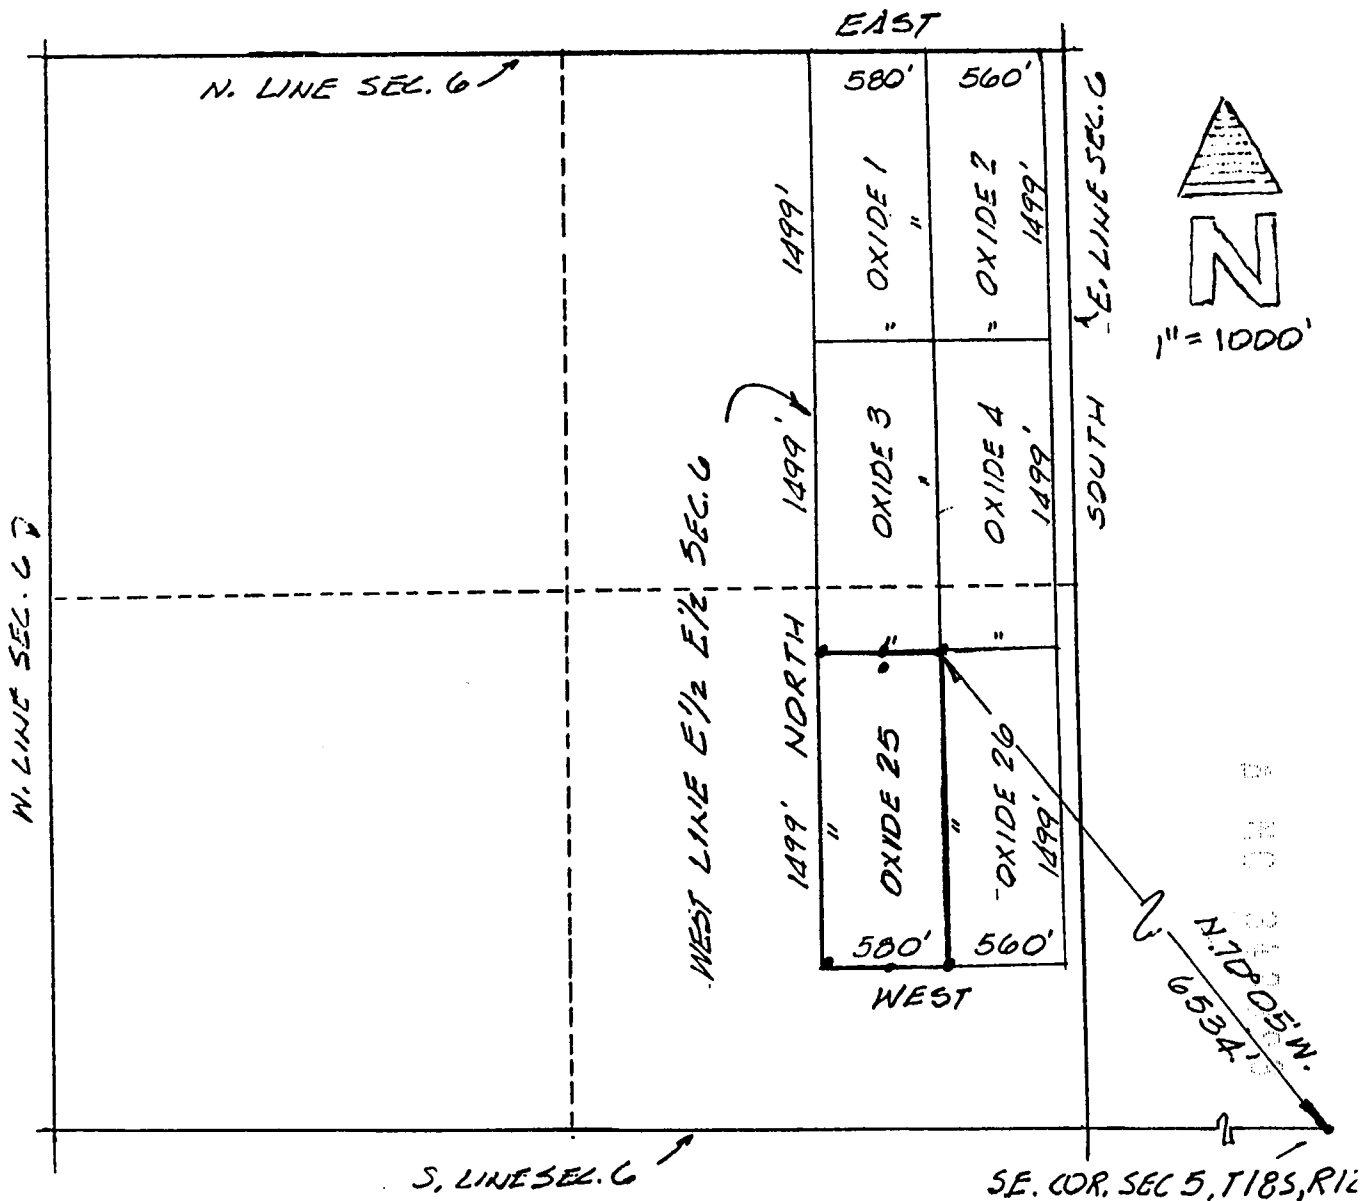 EAST
N. LINE SEC. 6
580'
560'
E. LINE SEC. 6
N
1" = 1000'
1499'
OXIDE 1
"
OXIDE 2
1499'
"
"
1499'
OXIDE 3
"
OXIDE 4
1499'
SOUTH
WEST LINE E1/2 E1/2 SEC. 6
W. LINE SEC. 6
NORTH
"
"
1499'
"
OXIDE 25
"
OXIDE 26
1499'
580'
560'
WEST
N. 70° 05' W.
6534'
S. LINE SEC. 6
SE. COR. SEC 5, T18S, R12